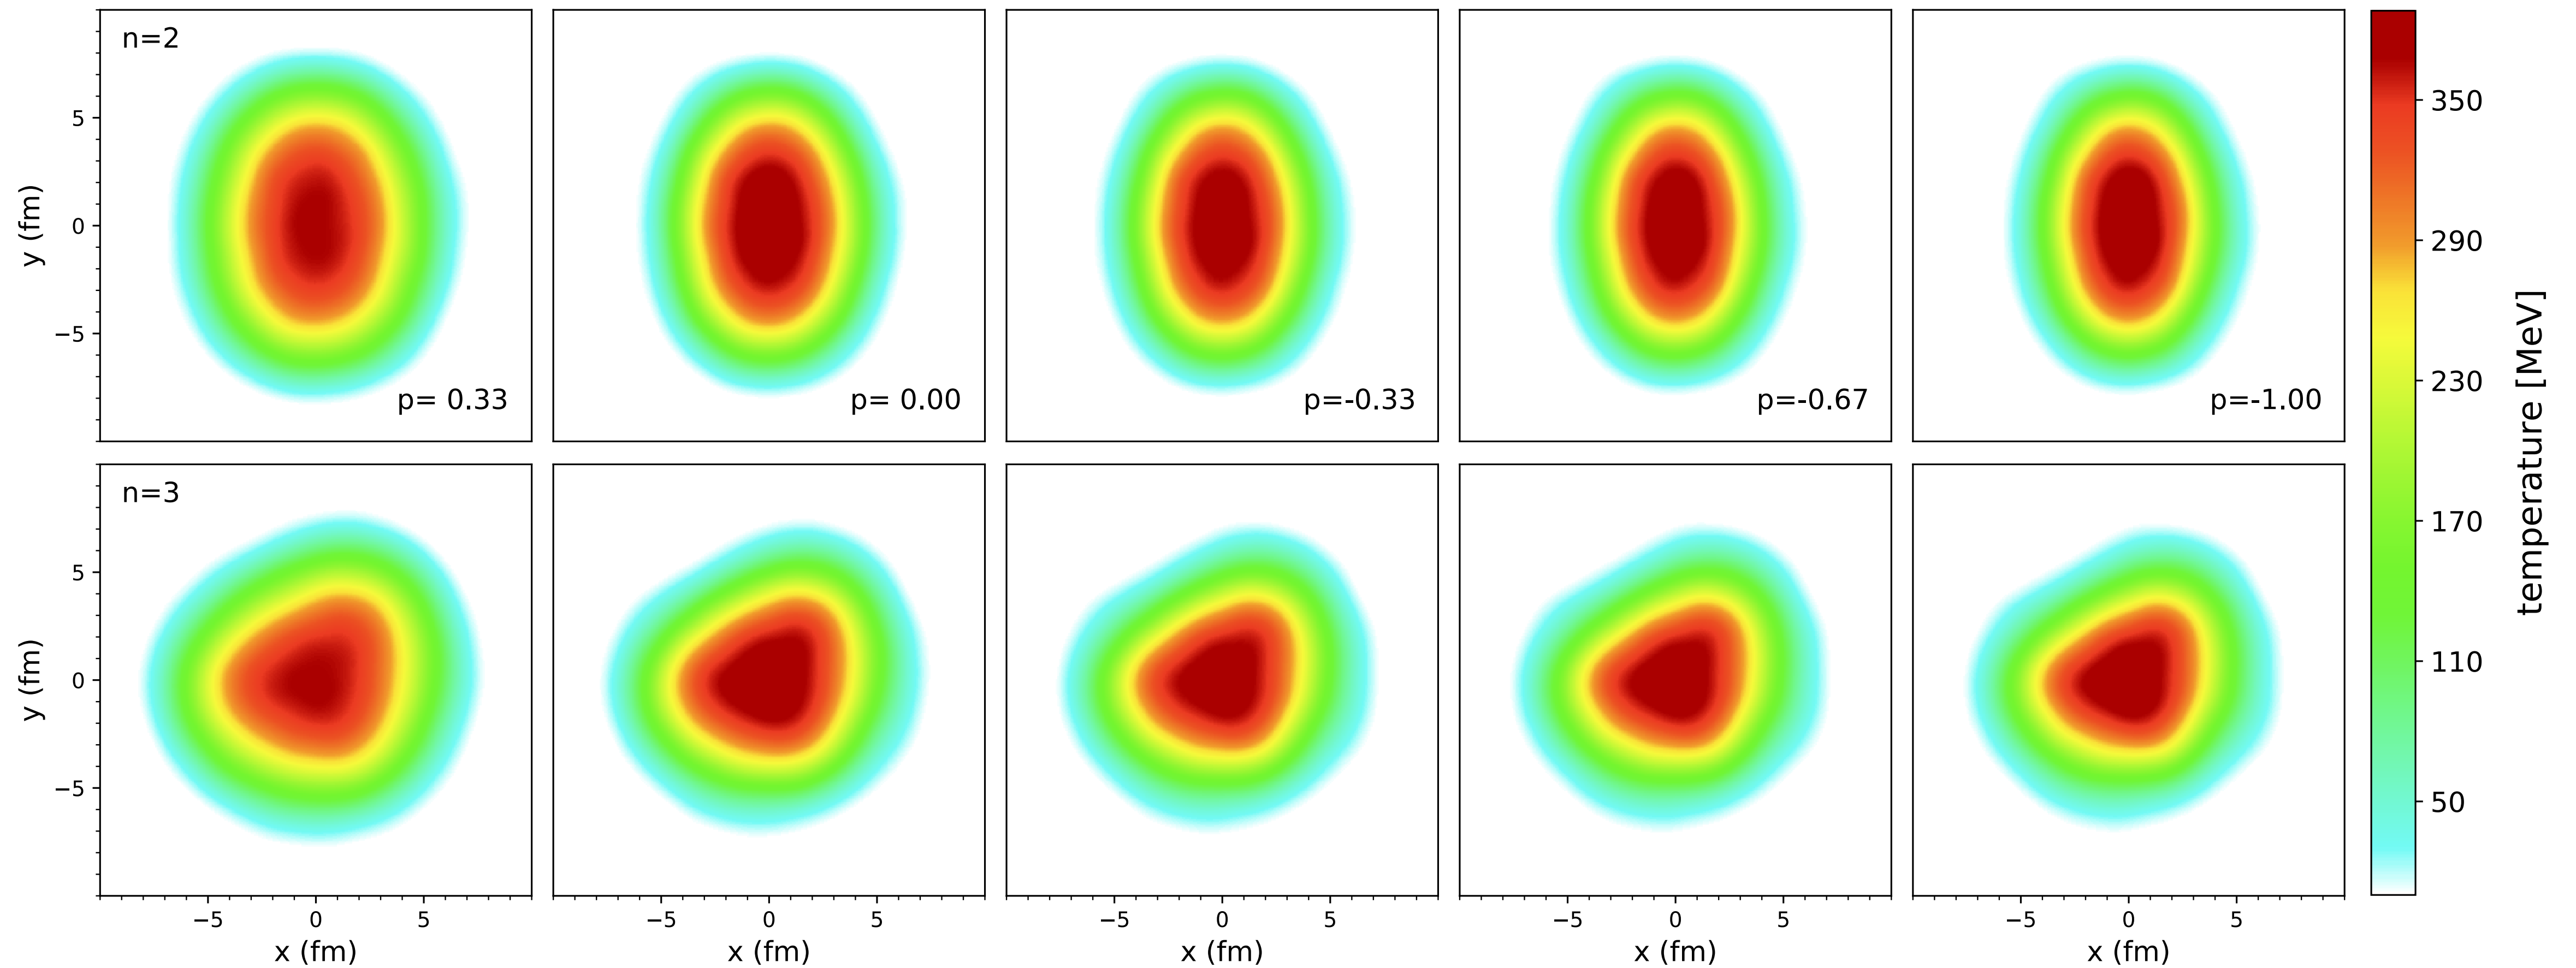 n=2
p= 0.33
p= 0.00
p=-0.33
p=-0.67
p=-1.00
y (fm)
5
0
−5
n=3
y (fm)
5
0
−5
−5 0 5
−5 0 5
−5 0 5
−5 0 5
−5 0 5
x (fm)
x (fm)
x (fm)
x (fm)
x (fm)
350
290
230
170
110
50
temperature [MeV]